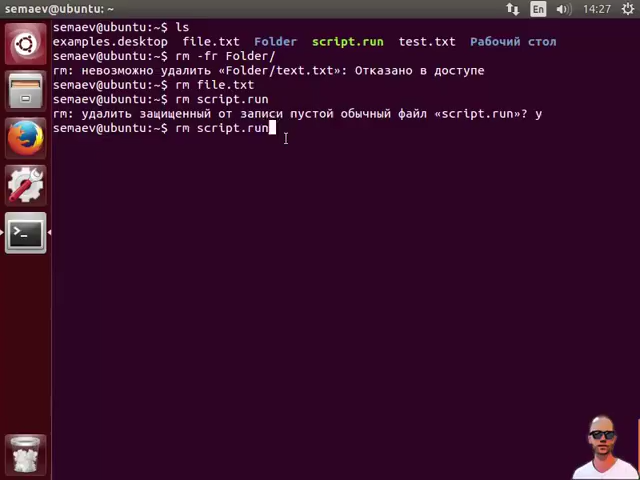 semaev@ubuntu: ~
En
14:27
semaev@ubuntu:~$ ls
examples.desktop file.txt Folder script.run test.txt Рабочий стол
semaev@ubuntu:~$ rm -fr Folder/
rm: невозможно удалить «Folder/text.txt»: Отказано в доступе
semaev@ubuntu:~$ rm file.txt
semaev@ubuntu:~$ rm script.run
rm: удалить защищенный от записи пустой обычный файл «script.run»? y
semaev@ubuntu:~$ rm script.run